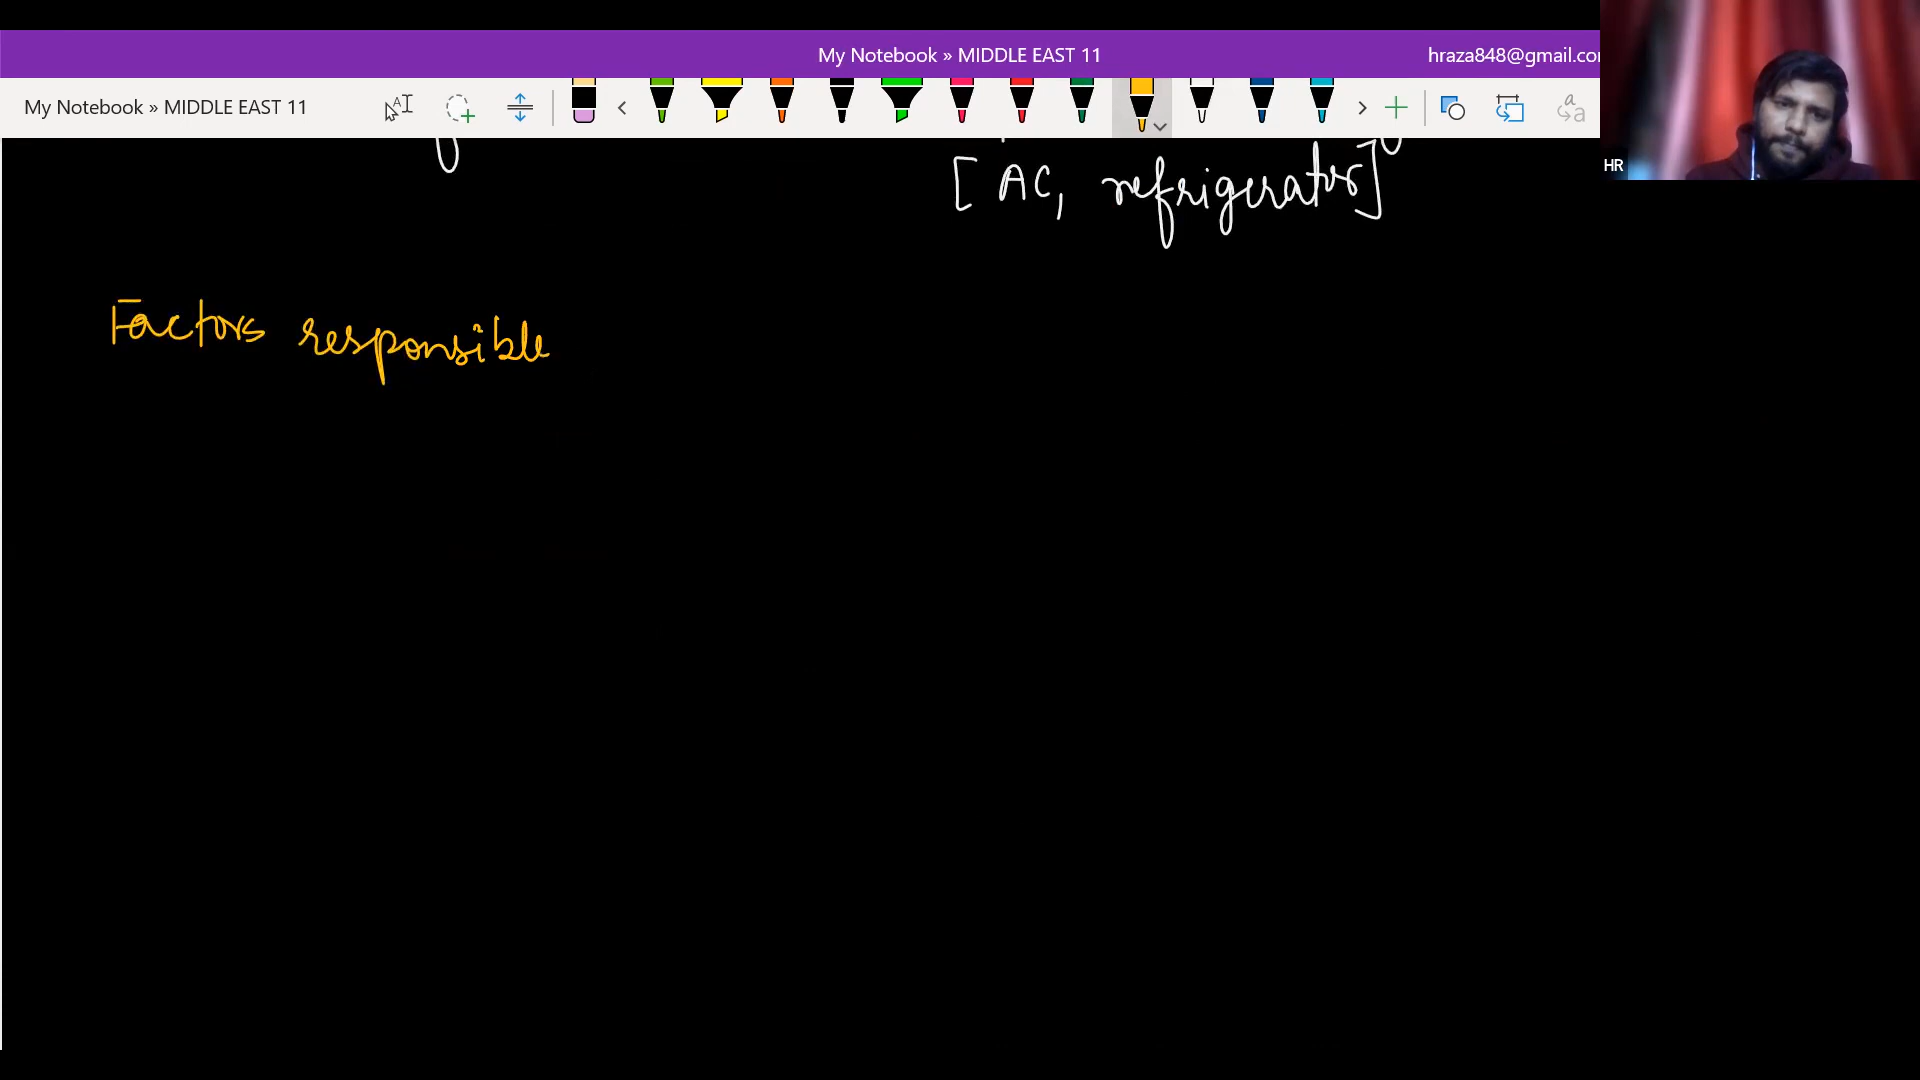 My Notebook » MIDDLE EAST 11
hraza848@gmail.co
My Notebook » MIDDLE EAST 11
HR
[ AC, refrigerator]
Factors responsible